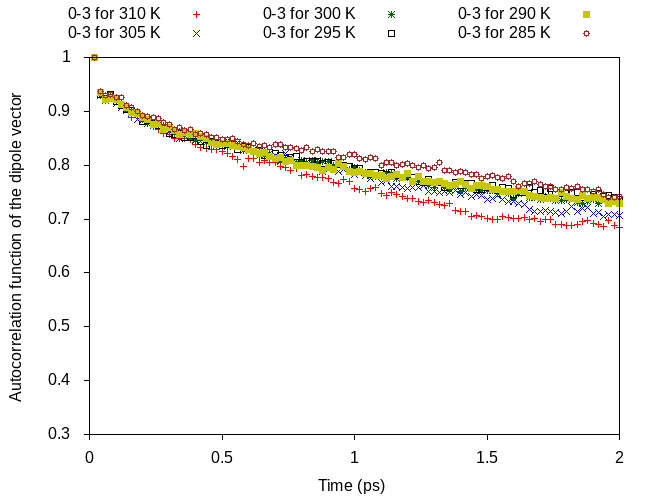 0-3 for 310 K 0-3 for 300 K 0-3 for 290 K
0-3 for 305 K 0-3 for 295 K 0-3 for 285 K
1
0.9
0.8
0.7
0.6
0.5
0.4
0.3
Autocorrelation function of the dipole vector
0 0.5 1 1.5 2
Time (ps)